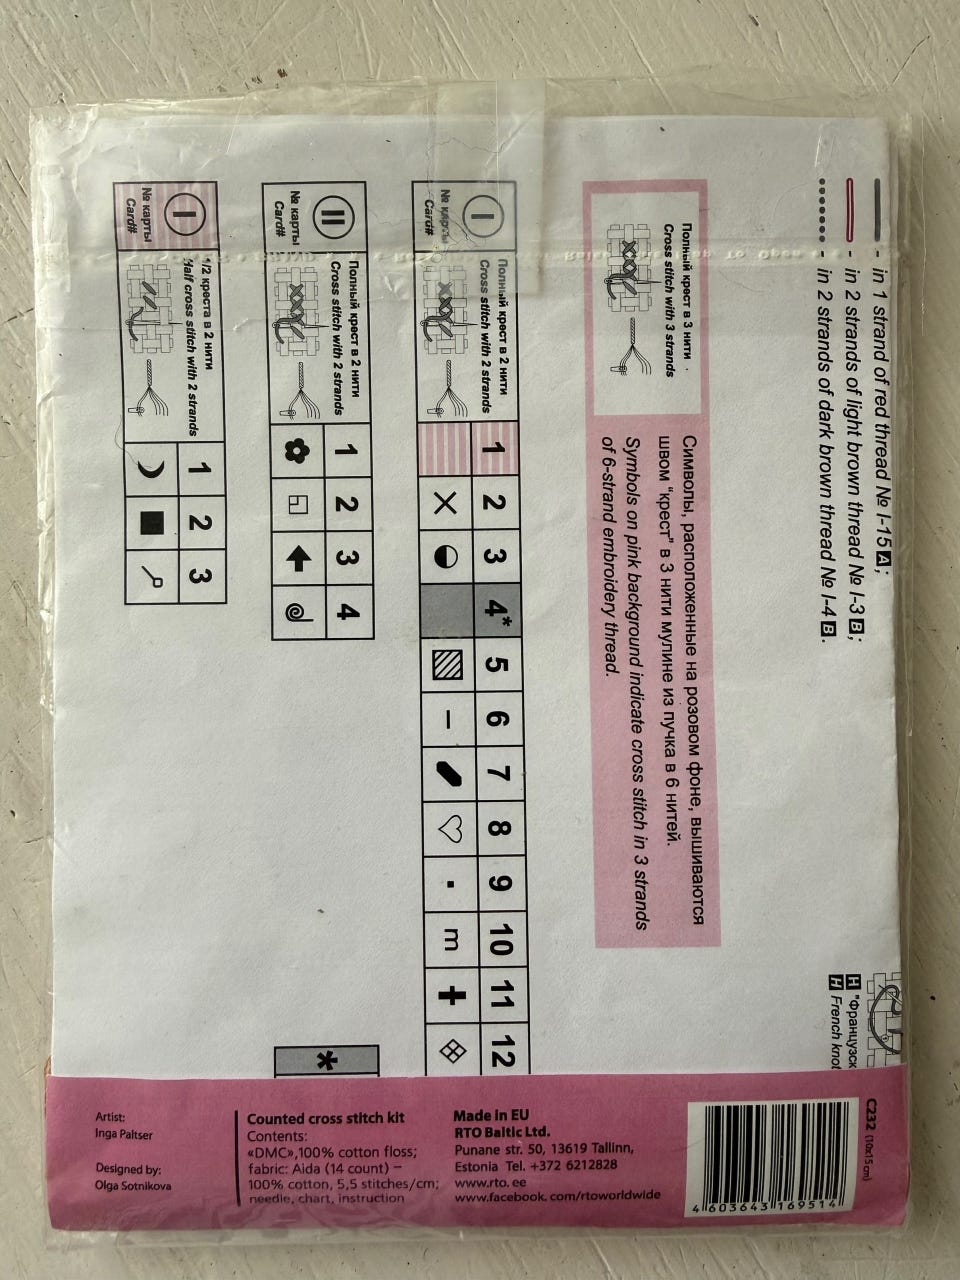 - in 1 strand of red thread № I-15 A;
- in 2 strands of light brown thread № I-3 B;
- in 2 strands of dark brown thread № I-4 B.
H "Французск
H French knot
Полный крест в 3 нити
Cross stitch with 3 strands
Символы, расположенные на розовом фоне, вышиваются
швом "крест" в 3 нити мулине из пучка в 6 нитей.
Symbols on pink background indicate cross stitch in 3 strands
of 6-strand embroidery thread.
I
№ карты
Card#
Полный крест в 2 нити
Cross stitch with 2 strands
1 2 3 4* 5 6 7 8 9 10 11 12
m
II
№ карты
Card#
Полный крест в 2 нити
Cross stitch with 2 strands
1 2 3 4
*
I
№ карты
Card#
1/2 креста в 2 нити
Half cross stitch with 2 strands
1 2 3
Artist:
Inga Paltser
Designed by:
Olga Sotnikova
Counted cross stitch kit
Contents:
«DMC»,100% cotton floss;
fabric: Aida (14 count) –
100% cotton, 5,5 stitches/cm;
needle, chart, instruction
Made in EU
RTO Baltic Ltd.
Punane str. 50, 13619 Tallinn,
Estonia Tel. +372 6212828
www.rto.ee
www.facebook.com/rtoworldwide
C232 (10x15 cm)
4 603643 169514